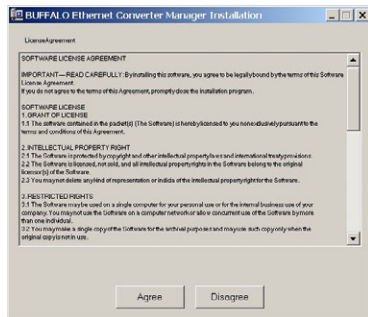 BUFFALO Ethernet Converter Manager Installation
LicenseAgreement
SOFTWARE LICENSE AGREEMENT
IMPORTANT—READ CAREFULLY: By installing this software, you agree to be legally bound by the terms of this Software
License Agreement.
If you do not agree to the terms of this Agreement, promptly close the installation program.
SOFTWARE LICENSE
1.GRANT OF LICENSE
1.1 The software contained in the packet(s) (The Software) is hereby licensed to you nonexclusively pursuant to the
terms and conditions of this Agreement.
2.INTELLECTUAL PROPERTY RIGHT
2.1 The Software is protected by copyright and other intellectual property laws and international treaty provisions.
2.2 The Software is licensed, not sold, and all intellectual property rights in the Software belong to the original
licensor(s) of the Software.
2.3 You may not delete any kind of representation or indicia of the intellectual property right for the Software.
3.RESTRICTED RIGHTS
3.1 The Software may be used on a single computer for your personal use or for the internal business use of your
company. You may not use the Software on a computer network or allow concurrent use of the Software by more
than one individual.
3.2 You may make a single copy of the Software for the archival purposes and may use such copy only when the
original copy is not in use.
Agree
Disagree